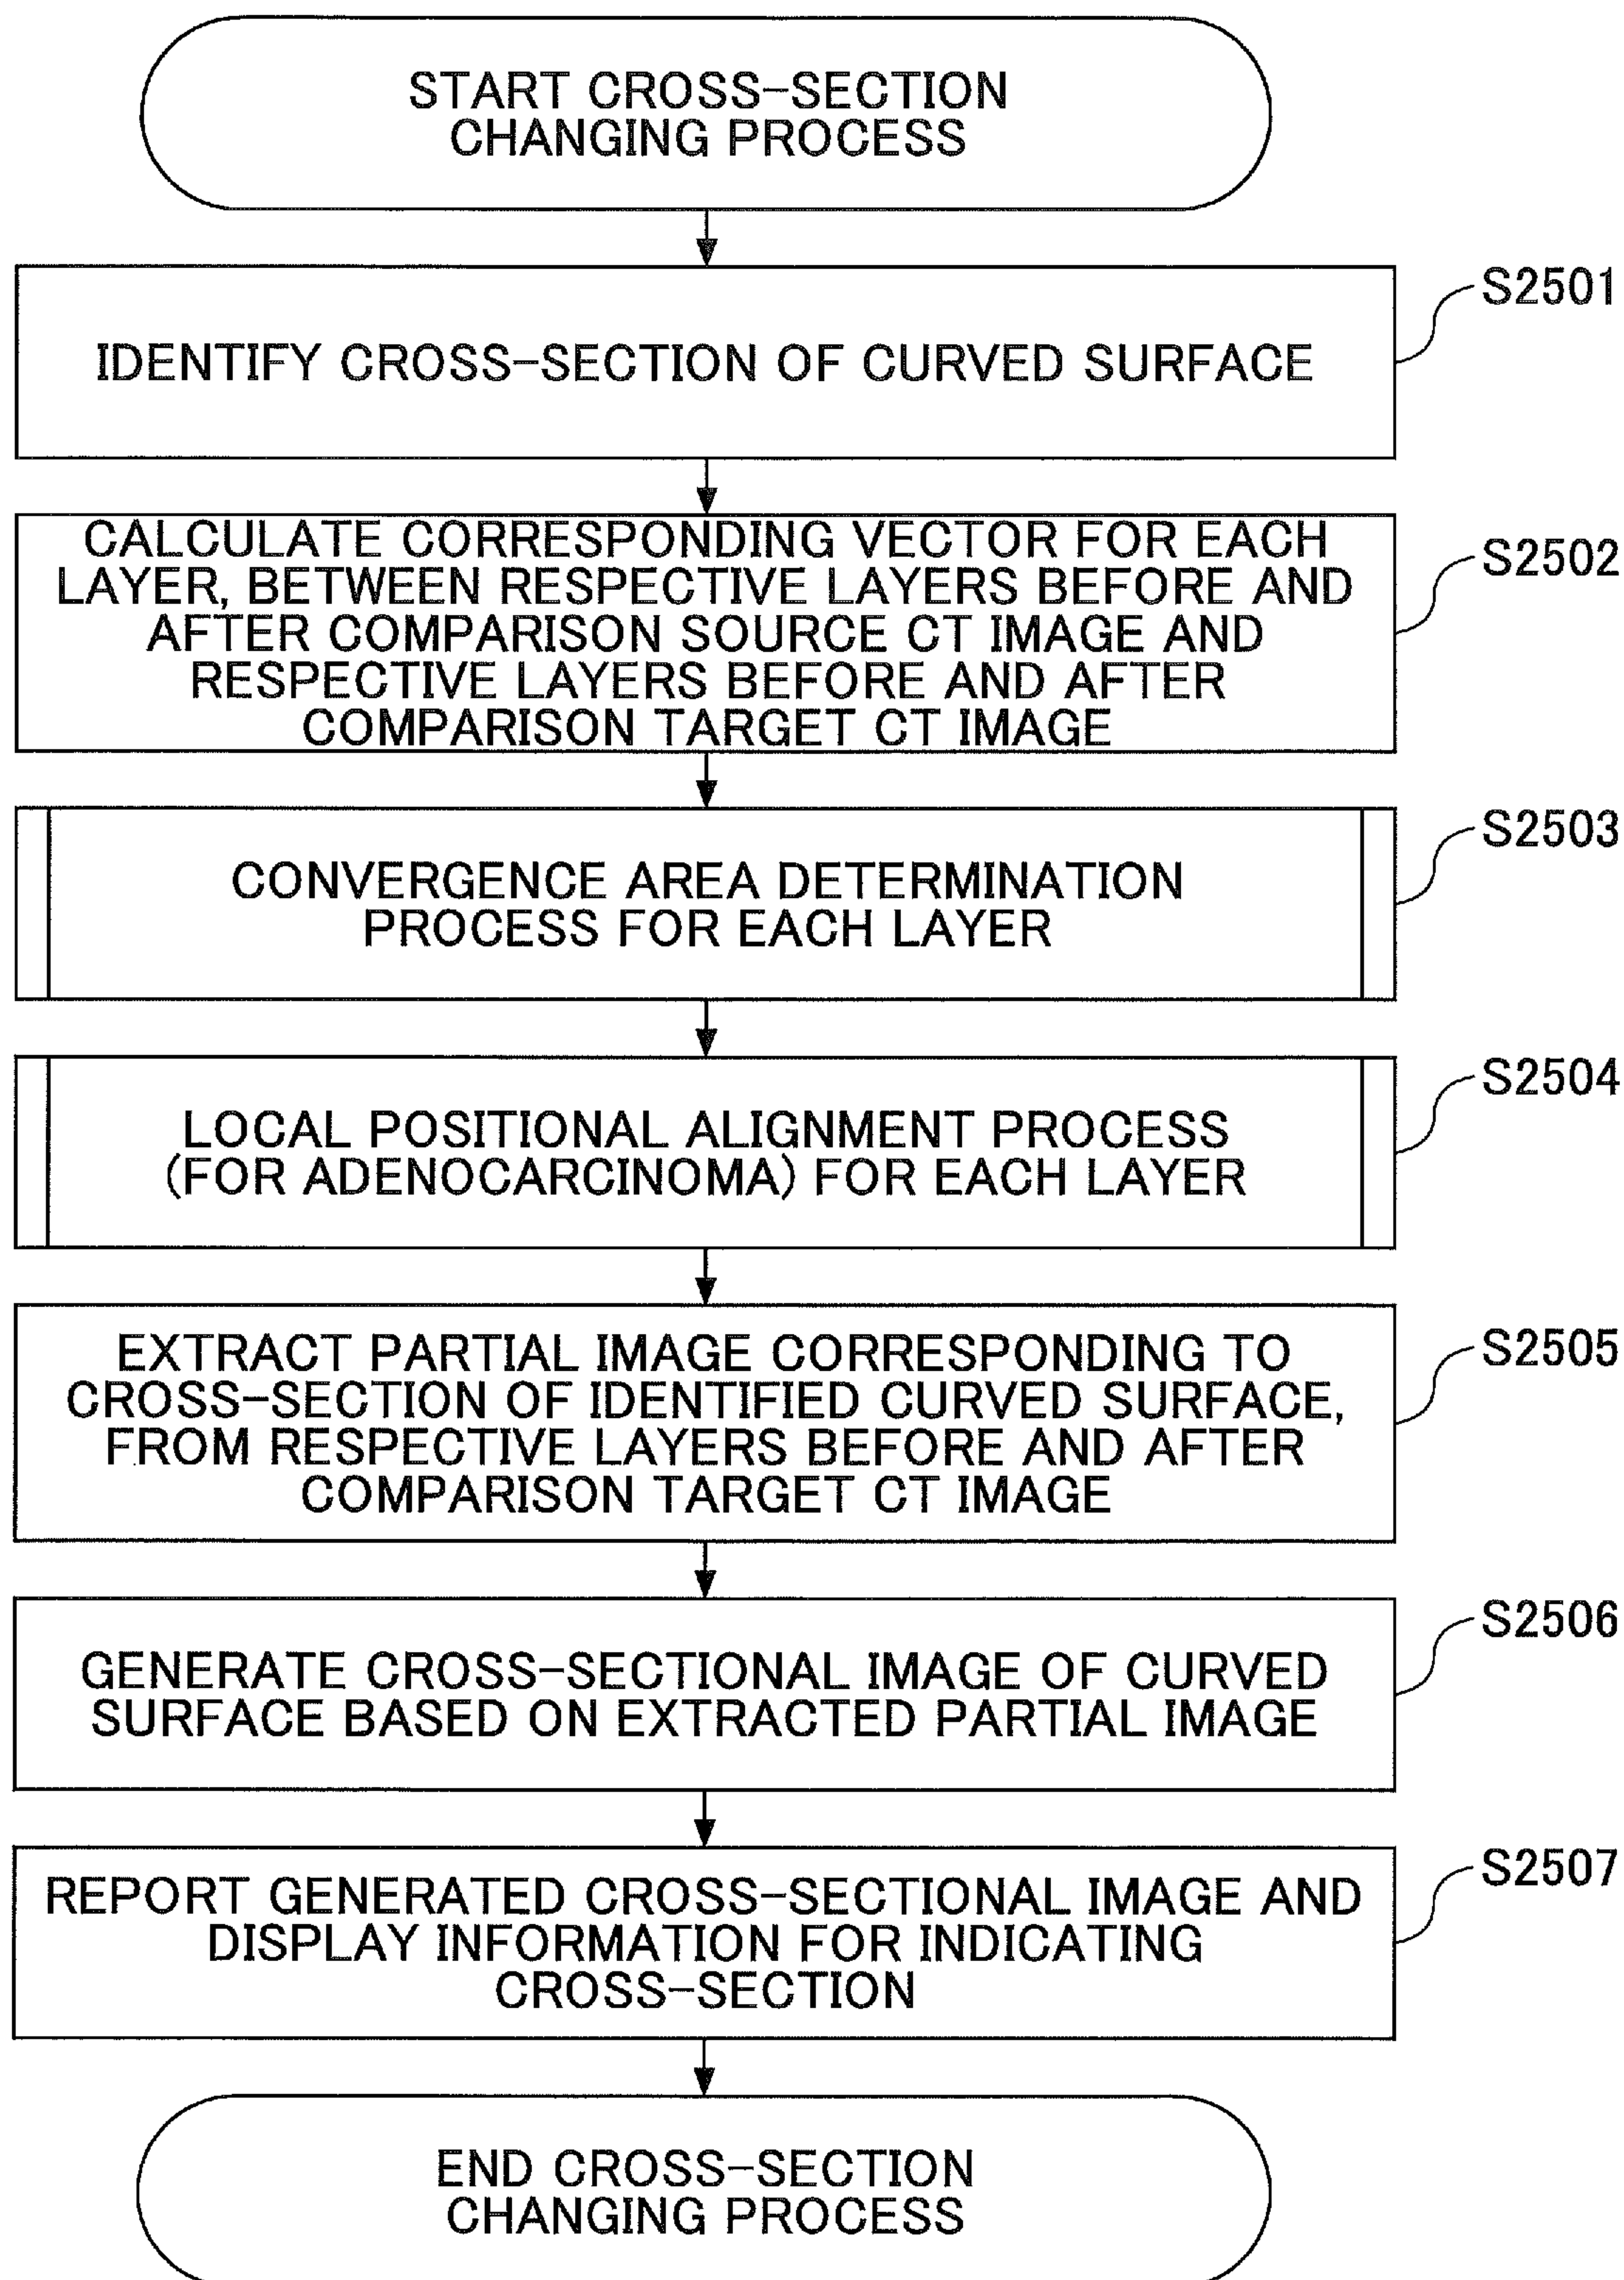 START CROSS-SECTION
CHANGING PROCESS
S2501
IDENTIFY CROSS-SECTION OF CURVED SURFACE
S2502
CALCULATE CORRESPONDING VECTOR FOR EACH
LAYER, BETWEEN RESPECTIVE LAYERS BEFORE AND
AFTER COMPARISON SOURCE CT IMAGE AND
RESPECTIVE LAYERS BEFORE AND AFTER
COMPARISON TARGET CT IMAGE
S2503
CONVERGENCE AREA DETERMINATION
PROCESS FOR EACH LAYER
S2504
LOCAL POSITIONAL ALIGNMENT PROCESS
(FOR ADENOCARCINOMA) FOR EACH LAYER
S2505
EXTRACT PARTIAL IMAGE CORRESPONDING TO
CROSS-SECTION OF IDENTIFIED CURVED SURFACE,
FROM RESPECTIVE LAYERS BEFORE AND AFTER
COMPARISON TARGET CT IMAGE
S2506
GENERATE CROSS-SECTIONAL IMAGE OF CURVED
SURFACE BASED ON EXTRACTED PARTIAL IMAGE
S2507
REPORT GENERATED CROSS-SECTIONAL IMAGE AND
DISPLAY INFORMATION FOR INDICATING
CROSS-SECTION
END CROSS-SECTION
CHANGING PROCESS